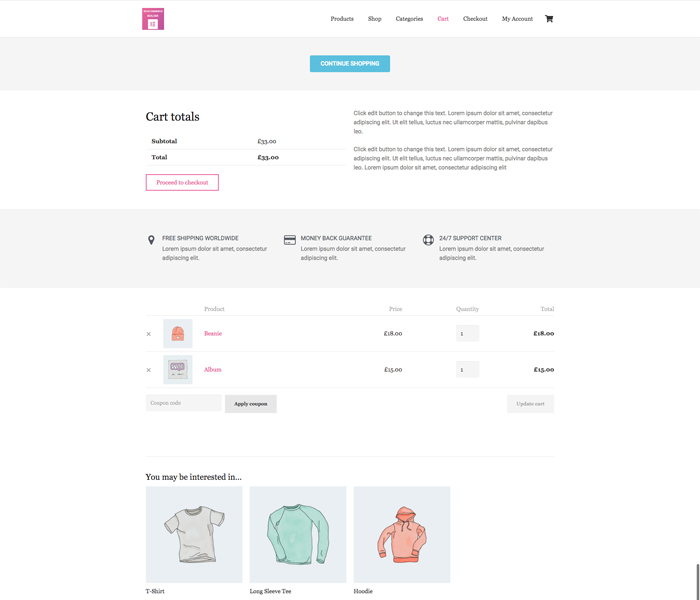 Products Shop Categories Cart Checkout My Account
CONTINUE SHOPPING
Cart totals
Subtotal £33.00
Total £33.00
Proceed to checkout
Click edit button to change this text. Lorem ipsum dolor sit amet, consectetur
adipiscing elit. Ut elit tellus, luctus nec ullamcorper mattis, pulvinar dapibus
leo.
Click edit button to change this text. Lorem ipsum dolor sit amet, consectetur
adipiscing elit. Ut elit tellus, luctus nec ullamcorper mattis, pulvinar dapibus
leo. Lorem ipsum dolor sit amet, consectetur adipiscing elit
FREE SHIPPING WORLDWIDE
Lorem ipsum dolor sit amet, consectetur
adipiscing elit.
MONEY BACK GUARANTEE
Lorem ipsum dolor sit amet, consectetur
adipiscing elit.
24/7 SUPPORT CENTER
Lorem ipsum dolor sit amet, consectetur
adipiscing elit.
Product Price Quantity Total
× Beanie £18.00 1 £18.00
× Album £15.00 1 £15.00
Coupon code Apply coupon Update cart
You may be interested in…
T-Shirt Long Sleeve Tee Hoodie